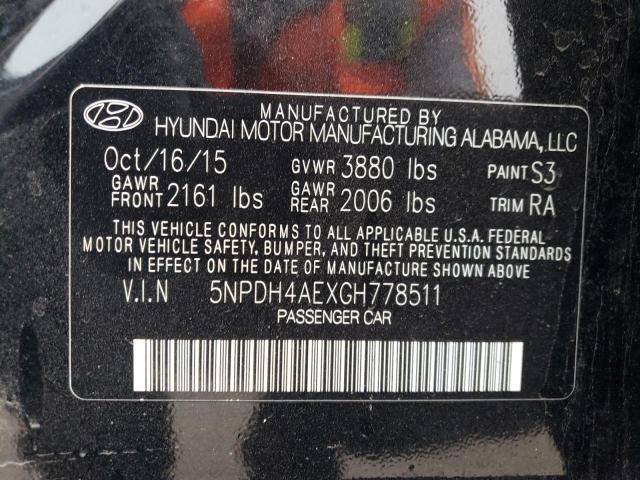 MANUFACTURED BY
HYUNDAI MOTOR MANUFACTURING ALABAMA, LLC
Oct/16/15 GVWR 3880 lbs PAINT S3
GAWR FRONT 2161 lbs GAWR REAR 2006 lbs TRIM RA
THIS VEHICLE CONFORMS TO ALL APPLICABLE U.S.A. FEDERAL
MOTOR VEHICLE SAFETY, BUMPER, AND THEFT PREVENTION STANDARDS
IN EFFECT ON THE DATE OF MANUFACTURE SHOWN ABOVE
V.I.N 5NPDH4AEXGH778511
PASSENGER CAR